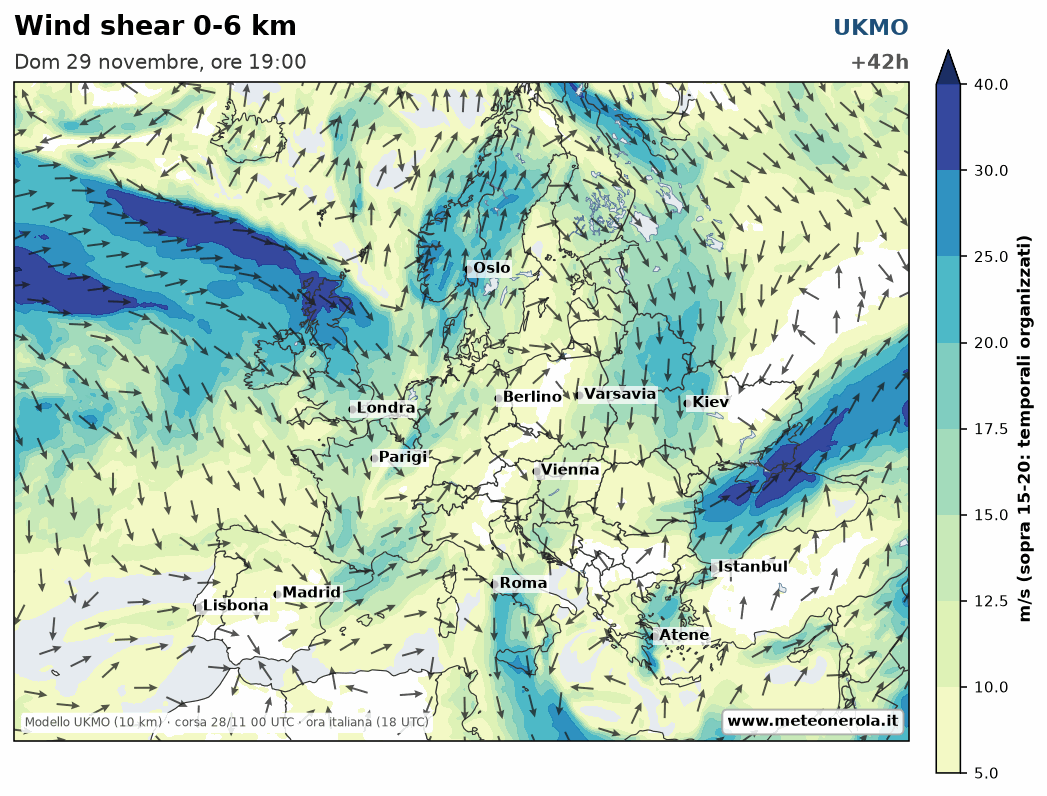 Wind shear 0-6 km
UKMO
Dom 29 novembre, ore 19:00
+42h
40.0
30.0
25.0
20.0
17.5
15.0
12.5
10.0
5.0
m/s (sopra 15-20: temporali organizzati)
Oslo
Berlino
Varsavia
Kiev
Londra
Parigi
Vienna
Istanbul
Roma
Madrid
Lisbona
Atene
Modello UKMO (10 km) · corsa 28/11 00 UTC · ora italiana (18 UTC)
www.meteonerola.it